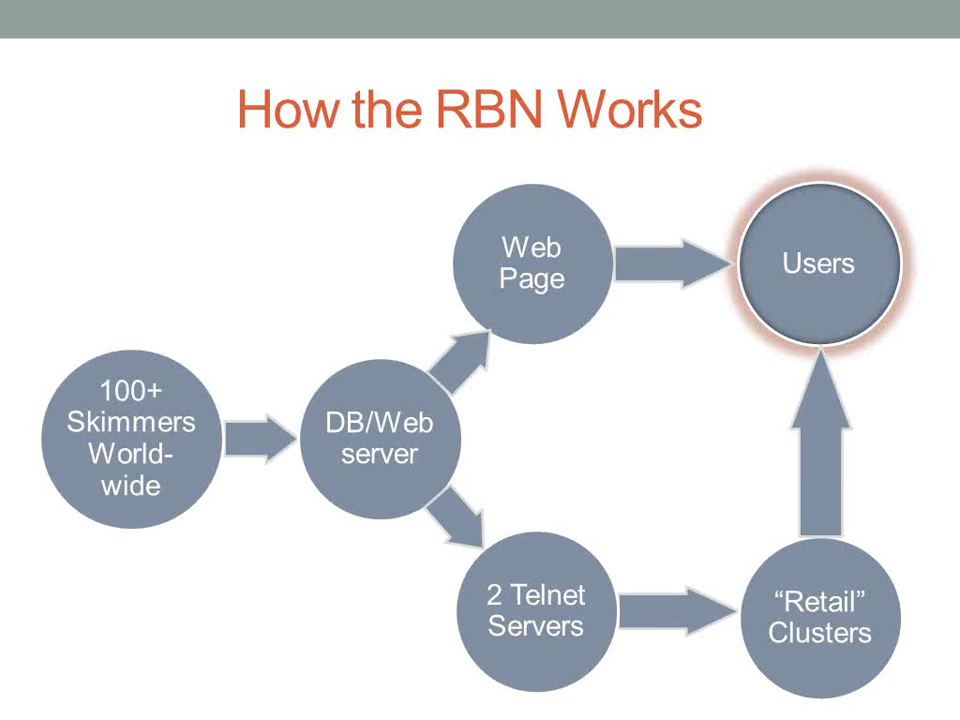 How the RBN Works
Web
Page
Users
100+
Skimmers
World-
wide
DB/Web
server
2 Telnet
Servers
“Retail”
Clusters